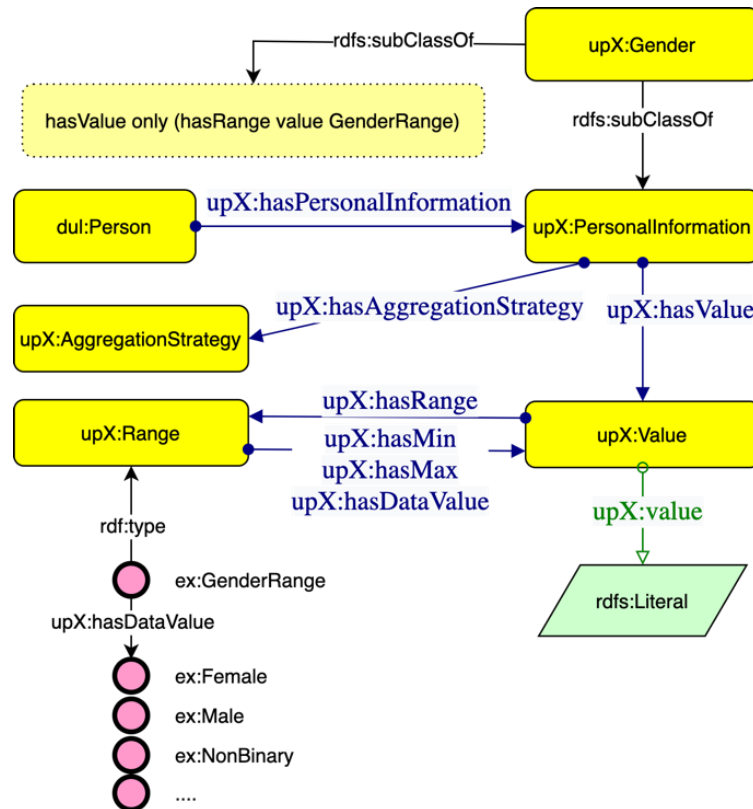 rdfs:subClassOf
upX:Gender
hasValue only (hasRange value GenderRange)
rdfs:subClassOf
dul:Person
upX:hasPersonalInformation
upX:PersonalInformation
upX:hasAggregationStrategy
upX:hasValue
upX:AggregationStrategy
upX:Range
upX:hasRange
upX:hasMin
upX:hasMax
upX:hasDataValue
upX:Value
upX:value
rdf:type
ex:GenderRange
rdfs:Literal
upX:hasDataValue
ex:Female
ex:Male
ex:NonBinary
....